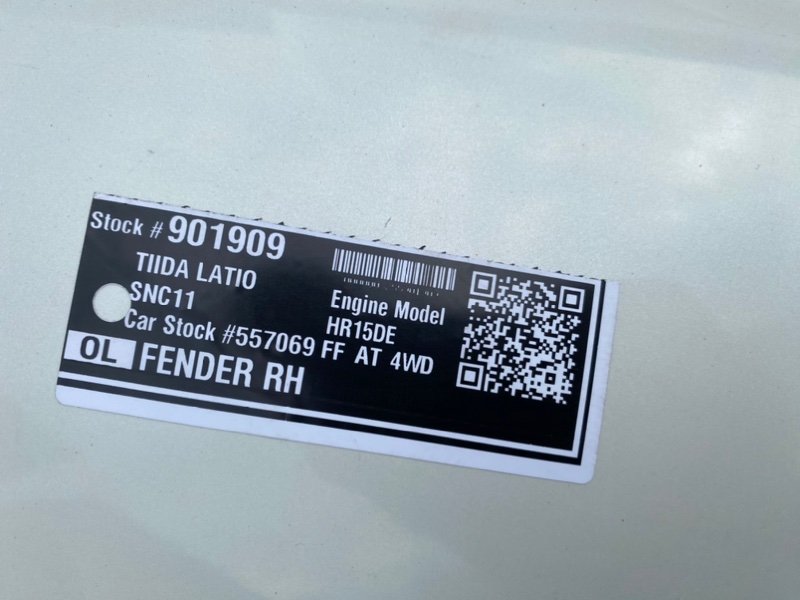 Stock # 901909
TIIDA LATIO
SNC11
Car Stock #557069
Engine Model
HR15DE
FF AT 4WD
OL FENDER RH